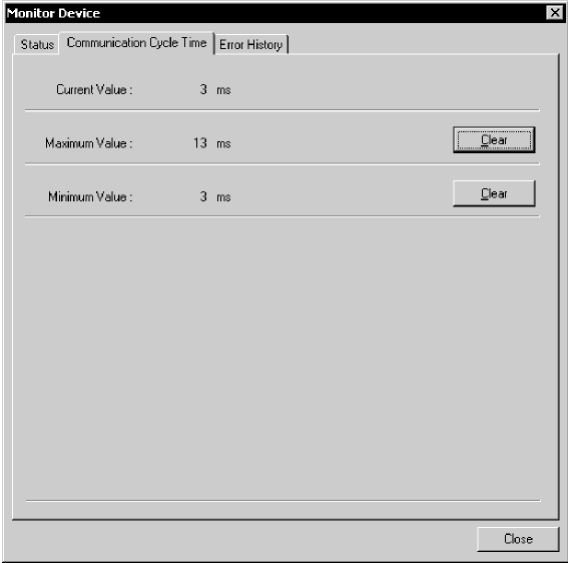 Monitor Device
Status Communication Cycle Time Error History
Current Value : 3 ms
Maximum Value : 13 ms Clear
Minimum Value : 3 ms Clear
Close